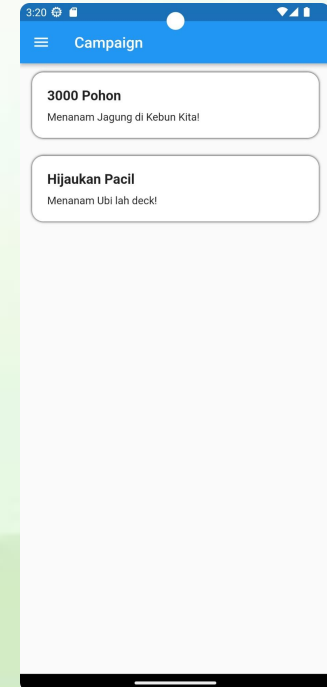 3:20
Campaign
3000 Pohon
Menanam Jagung di Kebun Kita!
Hijaukan Pacil
Menanam Ubi lah deck!